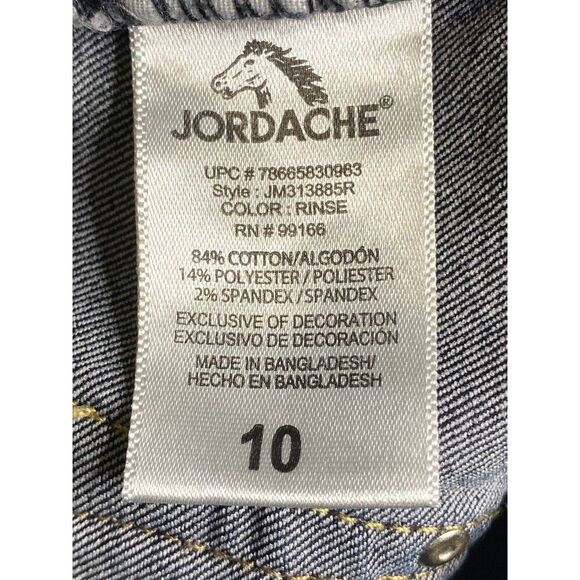 JORDACHE®
UPC # 78665830963
Style : JM313885R
COLOR : RINSE
RN # 99166
84% COTTON/ALGODÓN
14% POLYESTER / POLIESTER
2% SPANDEX / SPANDEX
EXCLUSIVE OF DECORATION
EXCLUSIVO DE DECORACIÓN
MADE IN BANGLADESH/
HECHO EN BANGLADESH
10